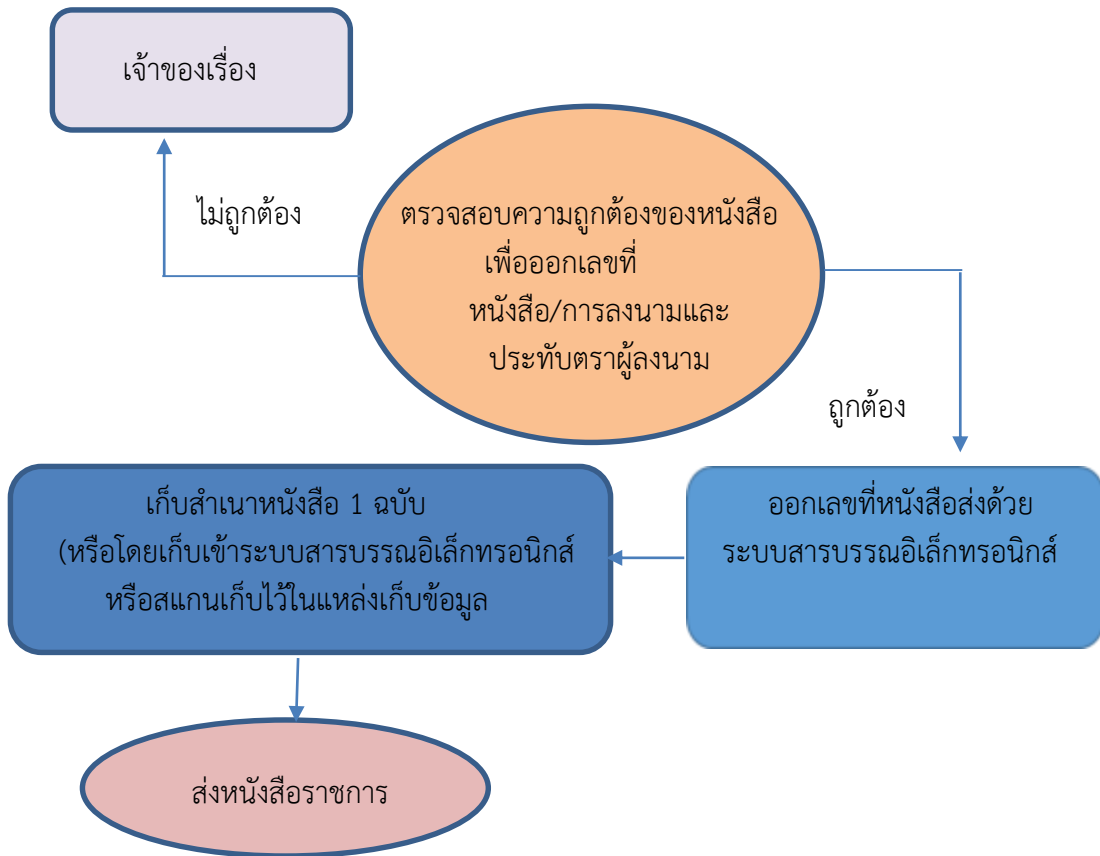 เจ้าของเรื่อง
ไม่ถูกต้อง
ตรวจสอบความถูกต้องของหนังสือ
เพื่อออกเลขที่
หนังสือ/การลงนามและ
ประทับตราผู้ลงนาม
ถูกต้อง
ออกเลขที่หนังสือส่งด้วย
ระบบสารบรรณอิเล็กทรอนิกส์
เก็บสำเนาหนังสือ 1 ฉบับ
(หรือโดยเก็บเข้าระบบสารบรรณอิเล็กทรอนิกส์
หรือสแกนเก็บไว้ในแหล่งเก็บข้อมูล
ส่งหนังสือราชการ